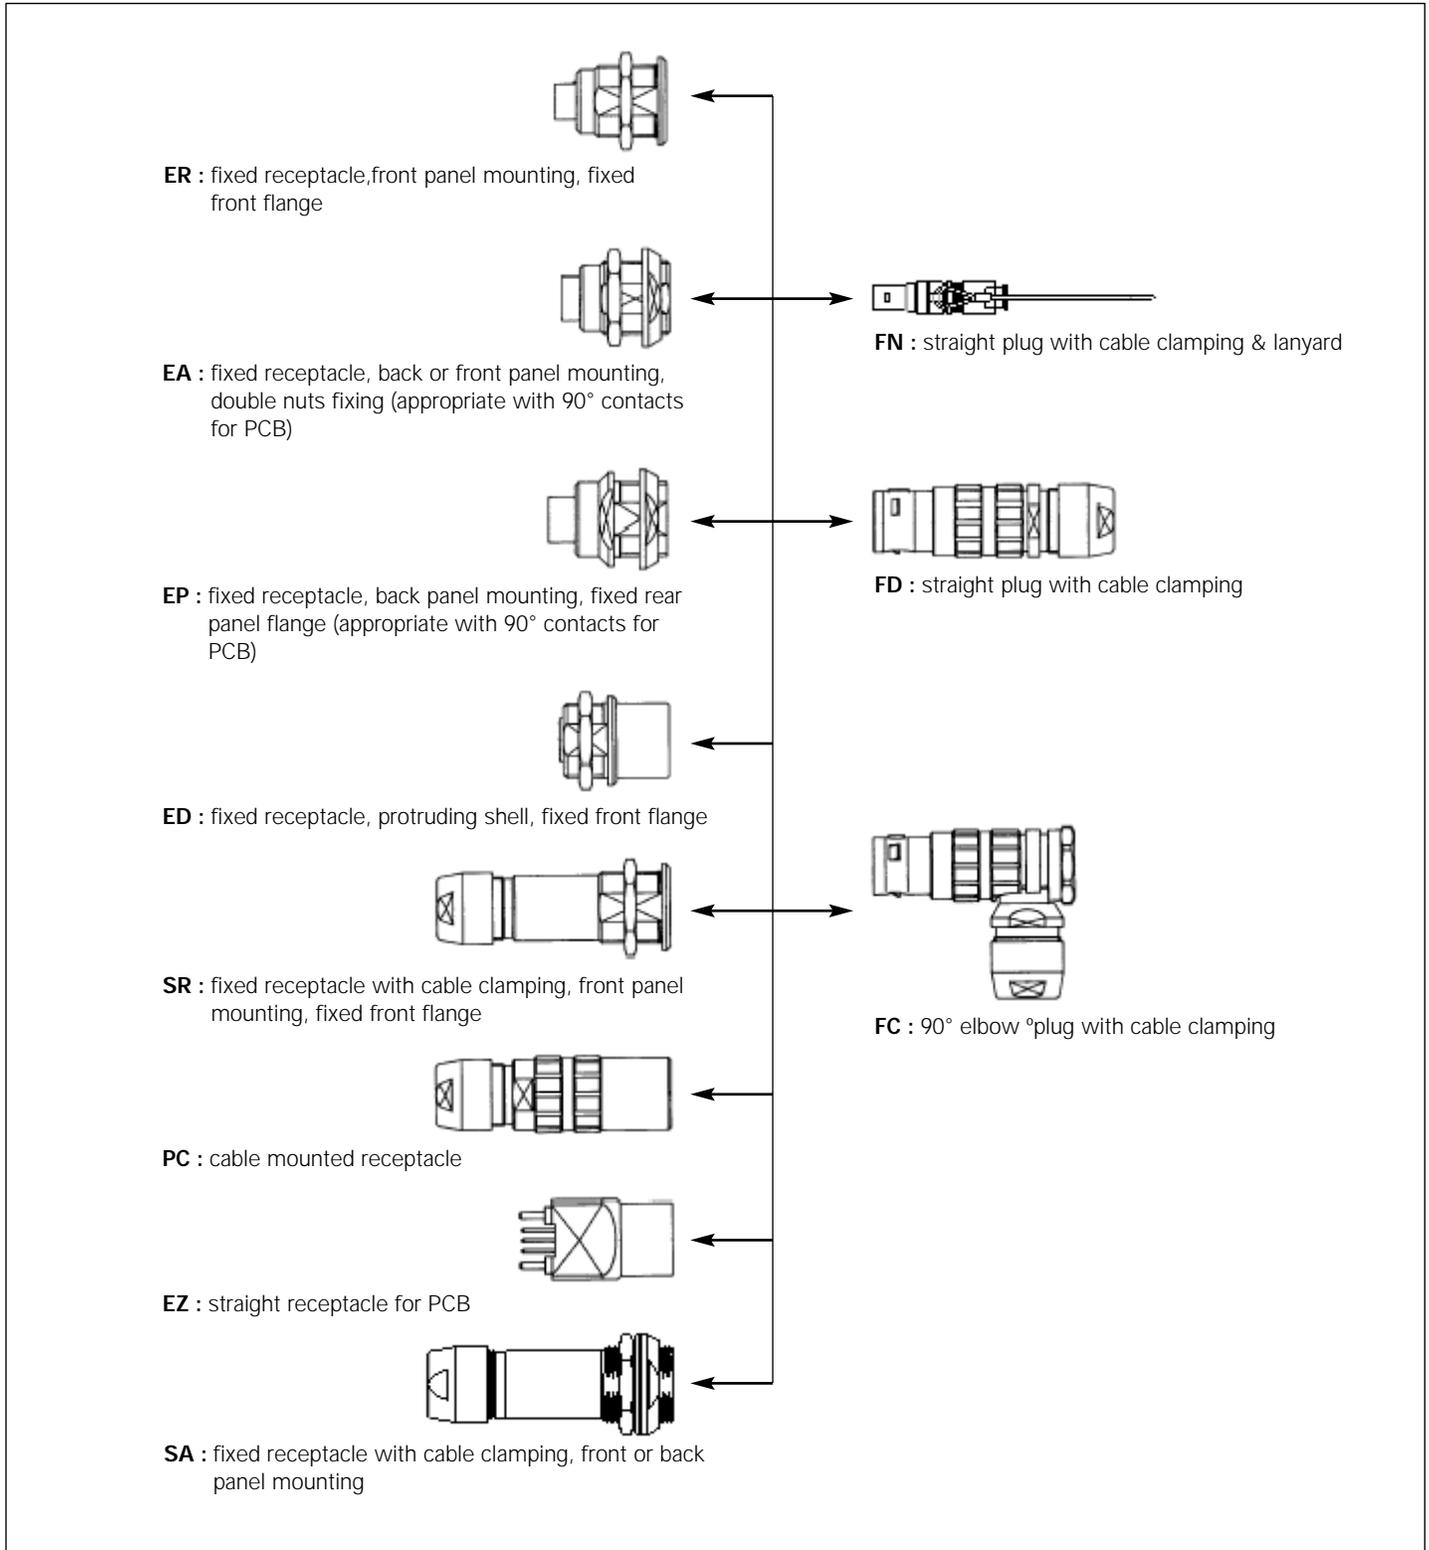 ER : fixed receptacle,front panel mounting, fixed
front flange
EA : fixed receptacle, back or front panel mounting,
double nuts fixing (appropriate with 90° contacts
for PCB)
EP : fixed receptacle, back panel mounting, fixed rear
panel flange (appropriate with 90° contacts for
PCB)
ED : fixed receptacle, protruding shell, fixed front flange
SR : fixed receptacle with cable clamping, front panel
mounting, fixed front flange
PC : cable mounted receptacle
EZ : straight receptacle for PCB
SA : fixed receptacle with cable clamping, front or back
panel mounting
FN : straight plug with cable clamping & lanyard
FD : straight plug with cable clamping
FC : 90° elbow ºplug with cable clamping